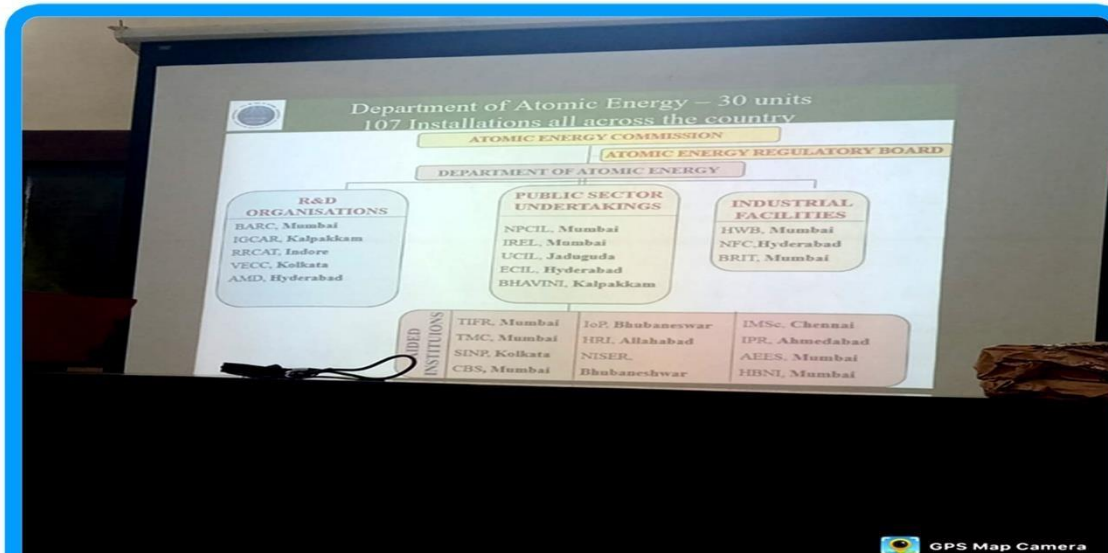 Department of Atomic Energy – 30 units
107 Installations all across the country
ATOMIC ENERGY COMMISSION
ATOMIC ENERGY REGULATORY BOARD
DEPARTMENT OF ATOMIC ENERGY
R&D
ORGANISATIONS
BARC, Mumbai
IGCAR, Kalpakkam
RRCAT, Indore
VECC, Kolkata
AMD, Hyderabad
PUBLIC SECTOR
UNDERTAKINGS
NPCIL, Mumbai
IREL, Mumbai
UCIL, Jaduguda
ECIL, Hyderabad
BHAVINI, Kalpakkam
INDUSTRIAL
FACILITIES
HWB, Mumbai
NFC,Hyderabad
BRIT, Mumbai
INSTITUIONS
TIFR, Mumbai
TMC, Mumbai
SINP, Kolkata
CBS, Mumbai
IoP, Bhubaneswar
HRI, Allahabad
NISER,
Bhubaneshwar
IMSc, Chennai
IPR, Ahmedabad
AEES, Mumbai
HBNI, Mumbai
GPS Map Camera